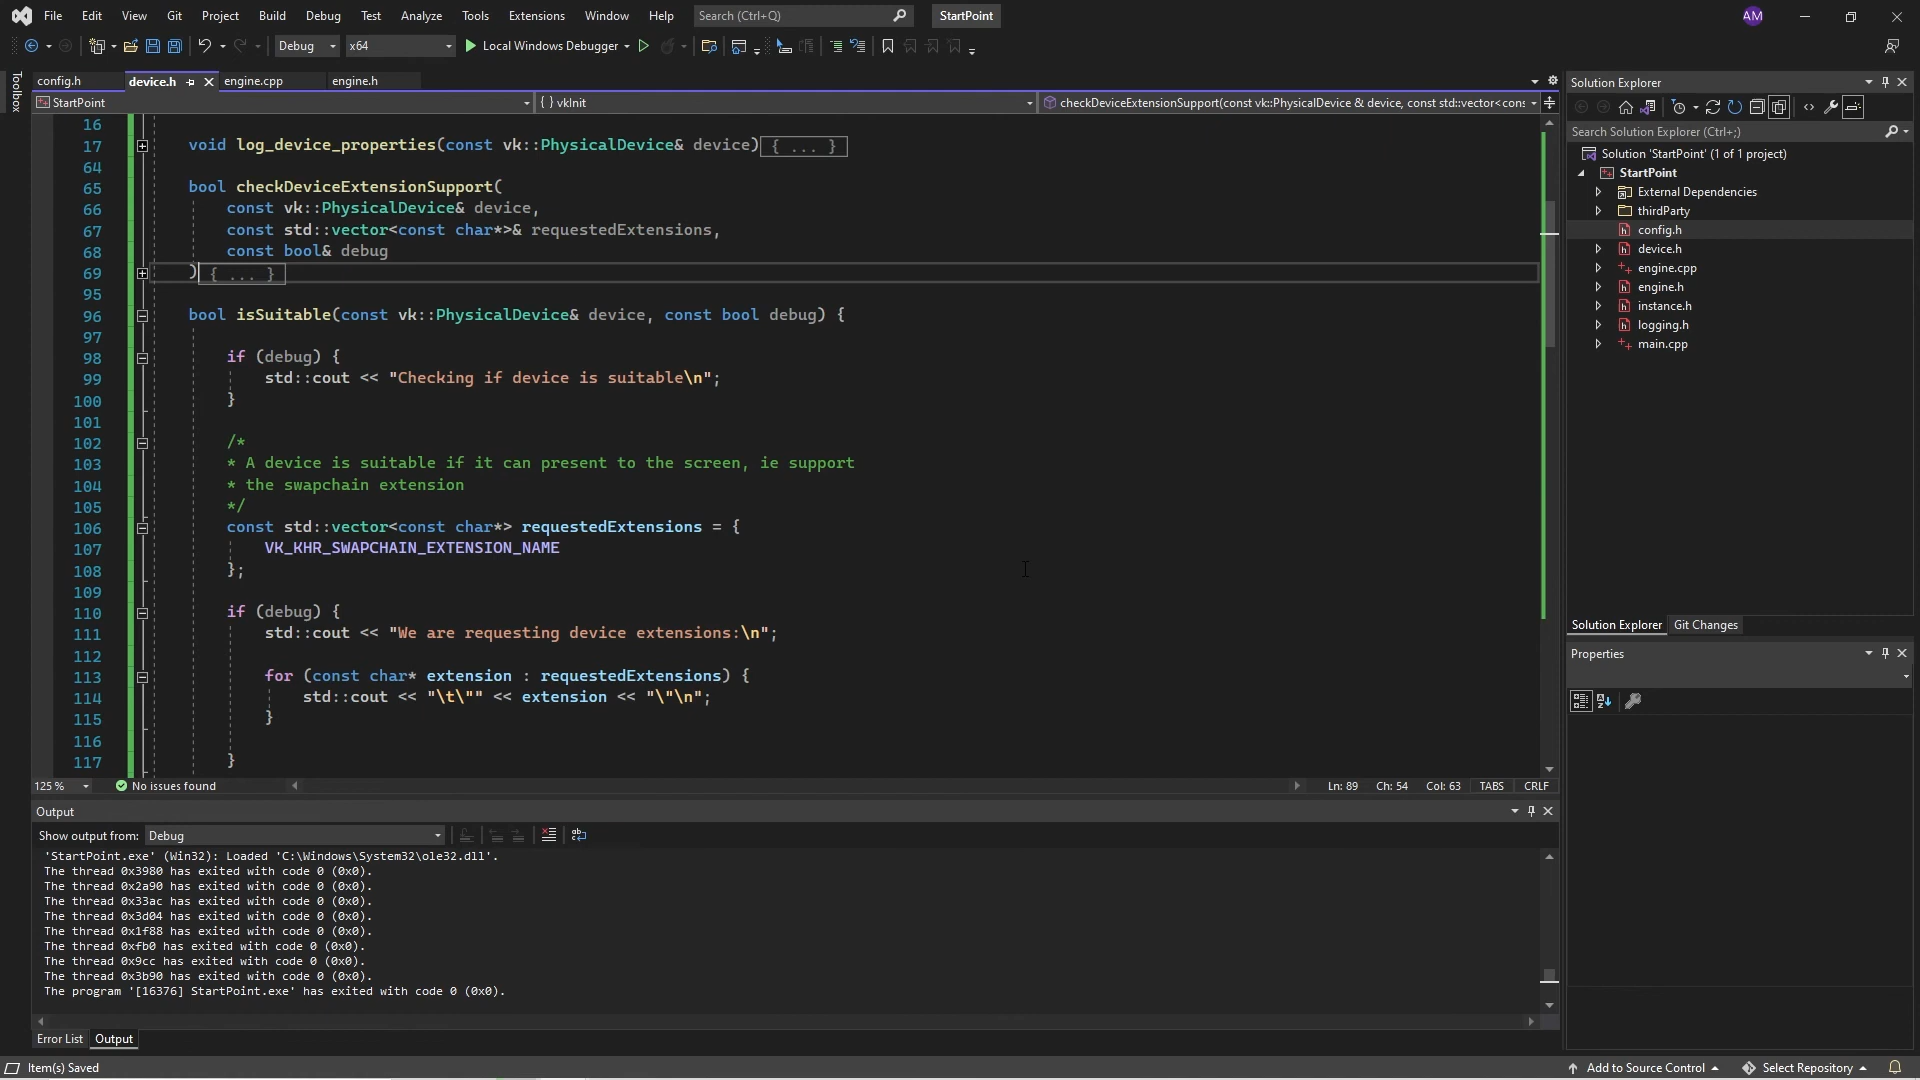 File Edit View Git Project Build Debug Test Analyze Tools Extensions Window Help Search (Ctrl+Q) StartPoint AM
Debug x64 Local Windows Debugger
Toolbox
config.h device.h engine.cpp engine.h
StartPoint { } vkInit checkDeviceExtensionSupport(const vk::PhysicalDevice & device, const std::vector<cons
16
17 void log_device_properties(const vk::PhysicalDevice& device){ ... }
64
65 bool checkDeviceExtensionSupport(
66 const vk::PhysicalDevice& device,
67 const std::vector<const char*>& requestedExtensions,
68 const bool& debug
69 ){ ... }
95
96 bool isSuitable(const vk::PhysicalDevice& device, const bool debug) {
97
98 if (debug) {
99 std::cout << "Checking if device is suitable\n";
100 }
101
102 /*
103 * A device is suitable if it can present to the screen, ie support
104 * the swapchain extension
105 */
106 const std::vector<const char*> requestedExtensions = {
107 VK_KHR_SWAPCHAIN_EXTENSION_NAME
108 };
109
110 if (debug) {
111 std::cout << "We are requesting device extensions:\n";
112
113 for (const char* extension : requestedExtensions) {
114 std::cout << "\t\"" << extension << "\"\n";
115 }
116
117 }
125 % No issues found Ln: 89 Ch: 54 Col: 63 TABS CRLF
Output
Show output from: Debug
'StartPoint.exe' (Win32): Loaded 'C:\Windows\System32\ole32.dll'.
The thread 0x3980 has exited with code 0 (0x0).
The thread 0x2a90 has exited with code 0 (0x0).
The thread 0x33ac has exited with code 0 (0x0).
The thread 0x3d04 has exited with code 0 (0x0).
The thread 0x1f88 has exited with code 0 (0x0).
The thread 0xfb0 has exited with code 0 (0x0).
The thread 0x9cc has exited with code 0 (0x0).
The thread 0x3b90 has exited with code 0 (0x0).
The program '[16376] StartPoint.exe' has exited with code 0 (0x0).
Error List Output
Solution Explorer
Search Solution Explorer (Ctrl+;)
Solution 'StartPoint' (1 of 1 project)
StartPoint
External Dependencies
thirdParty
config.h
device.h
engine.cpp
engine.h
instance.h
logging.h
main.cpp
Solution Explorer Git Changes
Properties
Item(s) Saved Add to Source Control Select Repository